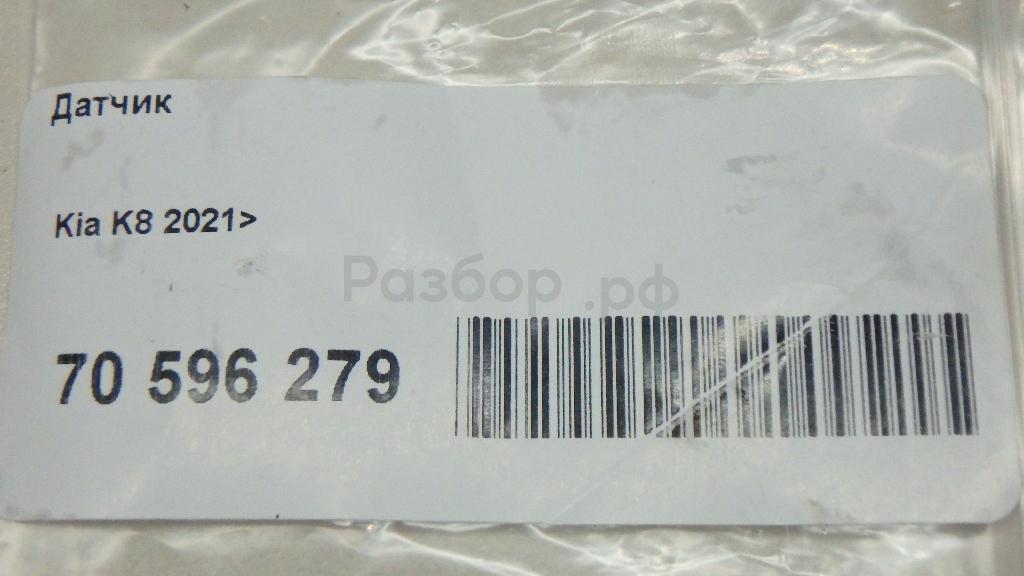 Датчик
Kia K8 2021>
Разбор.рф
70 596 279